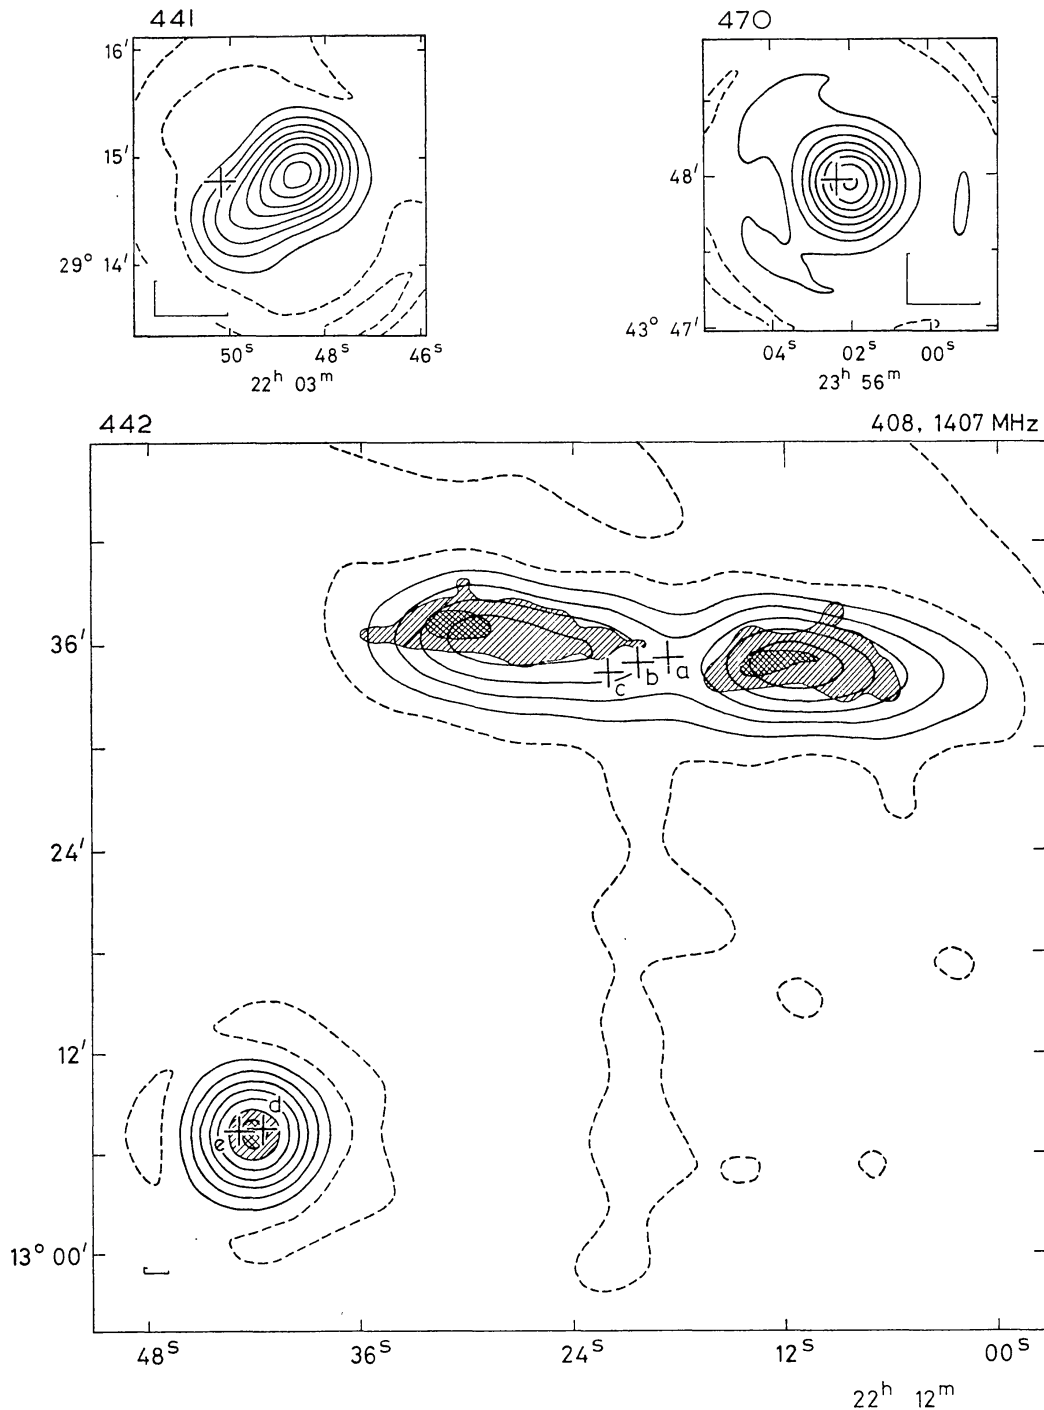 441
470
16′
15′
29° 14′
50ˢ 48ˢ 46ˢ
22ʰ 03ᵐ
48′
43° 47′
04ˢ 02ˢ 00ˢ
23ʰ 56ᵐ
442
408, 1407 MHz
36′
a
b
c
24′
12′
d
e
13° 00′
48ˢ 36ˢ 24ˢ 12ˢ 00ˢ
22ʰ 12ᵐ